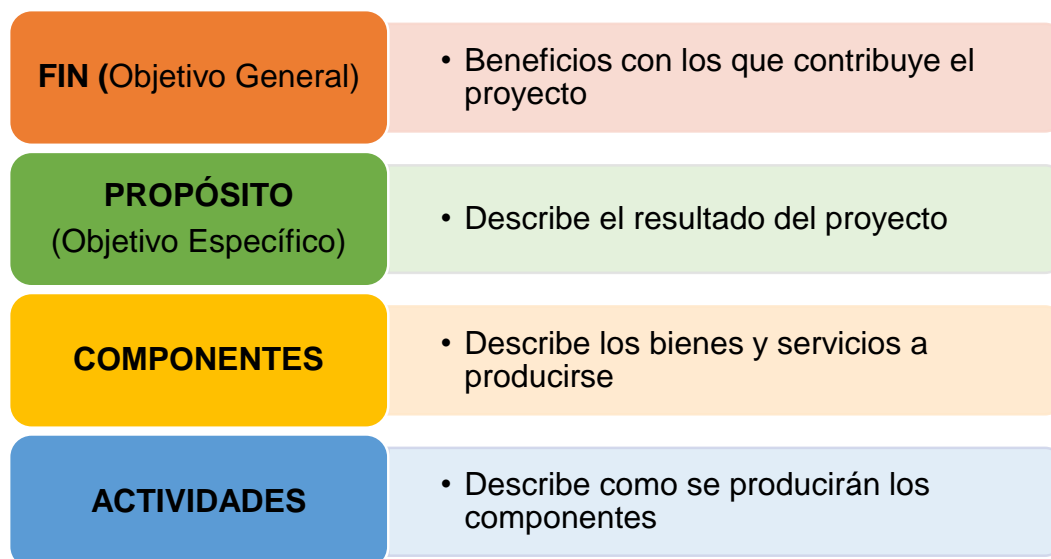 FIN (Objetivo General)
• Beneficios con los que contribuye el
proyecto
PROPÓSITO
(Objetivo Específico)
• Describe el resultado del proyecto
COMPONENTES
• Describe los bienes y servicios a
producirse
ACTIVIDADES
• Describe como se producirán los
componentes